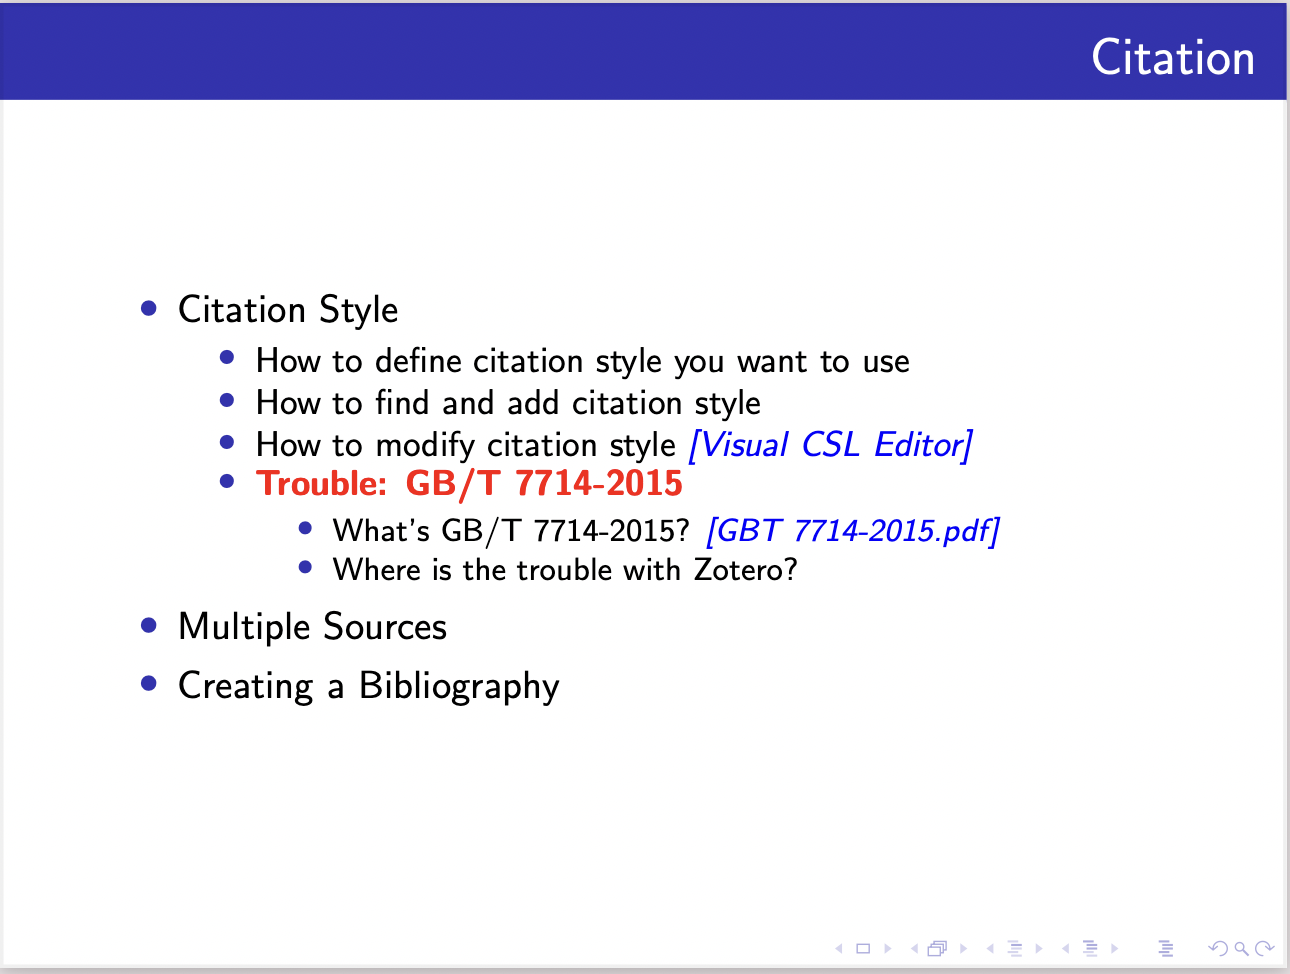 Citation
Citation Style
How to define citation style you want to use
How to find and add citation style
How to modify citation style [Visual CSL Editor]
Trouble: GB/T 7714-2015
What's GB/T 7714-2015? [GBT 7714-2015.pdf]
Where is the trouble with Zotero?
Multiple Sources
Creating a Bibliography